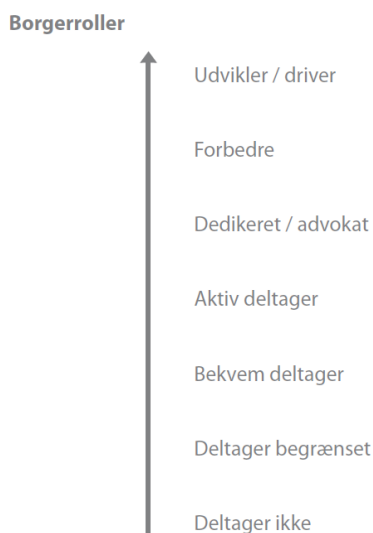 Borgerroller
Udvikler / driver
Forbedre
Dedikeret / advokat
Aktiv deltager
Bekvem deltager
Deltager begrænset
Deltager ikke